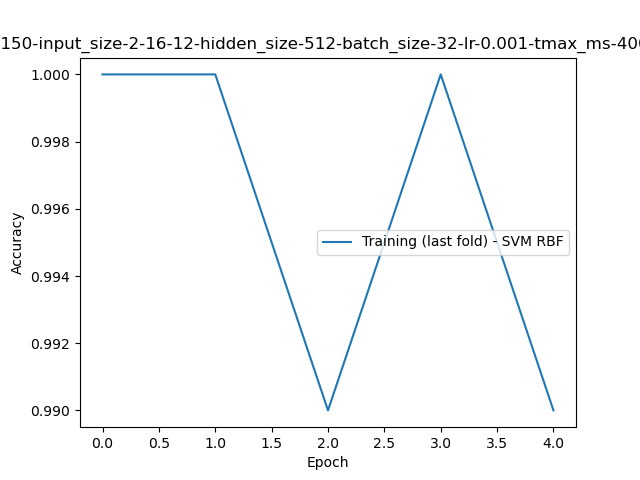 150-input_size-2-16-12-hidden_size-512-batch_size-32-lr-0.001-tmax_ms-400
1.000
0.998
0.996
0.994
0.992
0.990
Accuracy
Training (last fold) - SVM RBF
0.0 0.5 1.0 1.5 2.0 2.5 3.0 3.5 4.0
Epoch